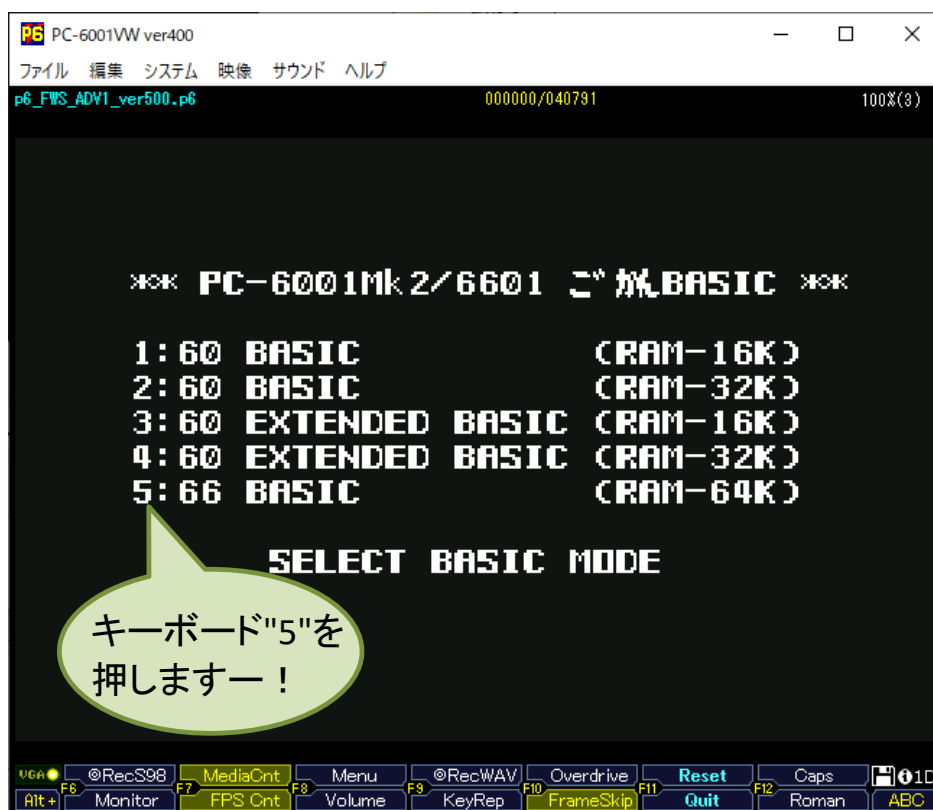 P6 PC-6001VW ver400
ファイル 編集 システム 映像 サウンド ヘルプ
p6_FWS_ADV1_ver500.p6 000000/040791 100%(3)
*** PC-6001Mk2/6601 ごがんBASIC ***
1:60 BASIC (RAM-16K)
2:60 BASIC (RAM-32K)
3:60 EXTENDED BASIC (RAM-16K)
4:60 EXTENDED BASIC (RAM-32K)
5:66 BASIC (RAM-64K)
SELECT BASIC MODE
キーボード"5"を
押しますー！
VGA ◎RecS98 MediaCnt Menu ◎RecWAV Overdrive Reset Caps 1D
Alt+ F6 Monitor F7 FPS Cnt F8 Volume F9 KeyRep F10 FrameSkip F11 Quit F12 Roman ABC